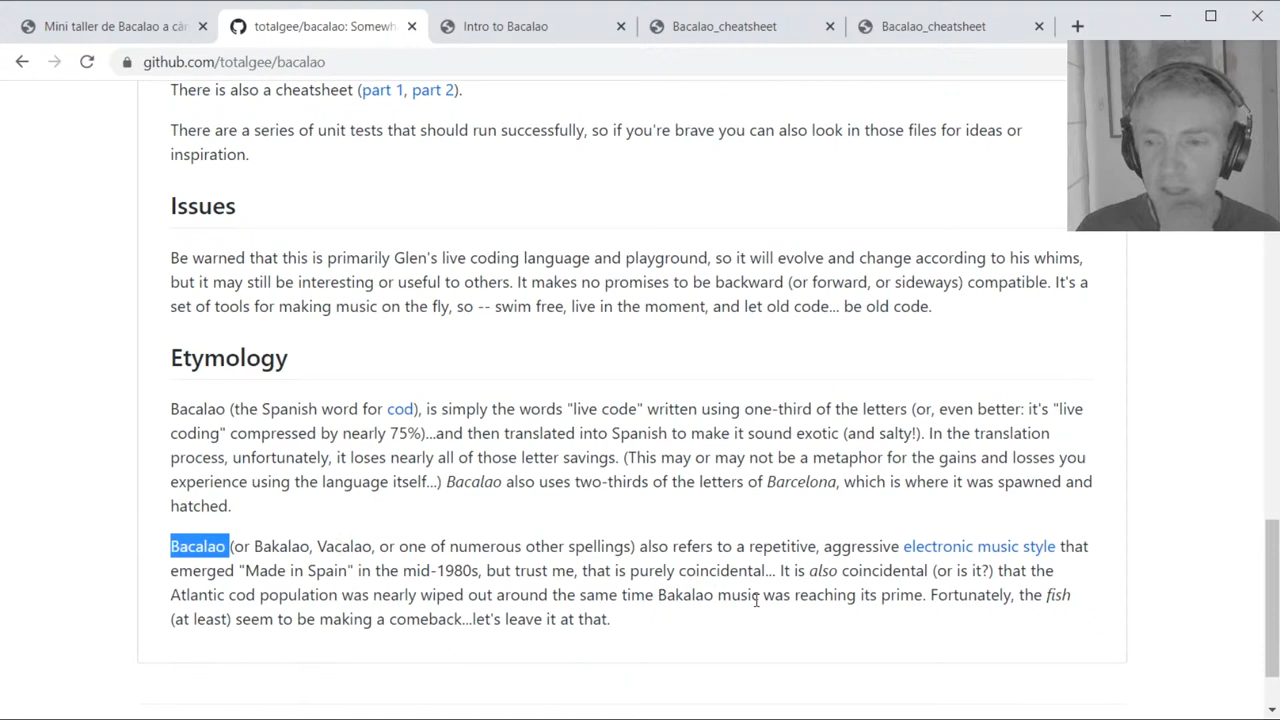 Mini taller de Bacalao a càr
totalgee/bacalao: Somewh
Intro to Bacalao
Bacalao_cheatsheet
Bacalao_cheatsheet
github.com/totalgee/bacalao
There is also a cheatsheet (part 1, part 2).
There are a series of unit tests that should run successfully, so if you're brave you can also look in those files for ideas or
inspiration.
Issues
Be warned that this is primarily Glen's live coding language and playground, so it will evolve and change according to his whims,
but it may still be interesting or useful to others. It makes no promises to be backward (or forward, or sideways) compatible. It's a
set of tools for making music on the fly, so -- swim free, live in the moment, and let old code... be old code.
Etymology
Bacalao (the Spanish word for cod), is simply the words "live code" written using one-third of the letters (or, even better: it's "live
coding" compressed by nearly 75%)...and then translated into Spanish to make it sound exotic (and salty!). In the translation
process, unfortunately, it loses nearly all of those letter savings. (This may or may not be a metaphor for the gains and losses you
experience using the language itself...) Bacalao also uses two-thirds of the letters of Barcelona, which is where it was spawned and
hatched.
Bacalao (or Bakalao, Vacalao, or one of numerous other spellings) also refers to a repetitive, aggressive electronic music style that
emerged "Made in Spain" in the mid-1980s, but trust me, that is purely coincidental... It is also coincidental (or is it?) that the
Atlantic cod population was nearly wiped out around the same time Bakalao music was reaching its prime. Fortunately, the fish
(at least) seem to be making a comeback...let's leave it at that.